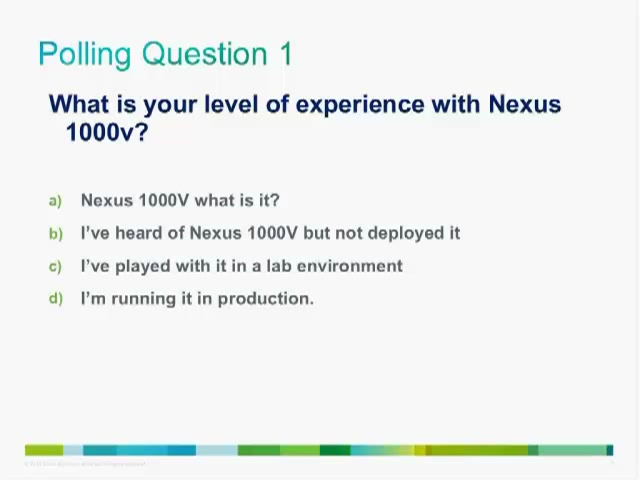 Polling Question 1
What is your level of experience with Nexus
1000v?
a) Nexus 1000V what is it?
b) I've heard of Nexus 1000V but not deployed it
c) I've played with it in a lab environment
d) I'm running it in production.